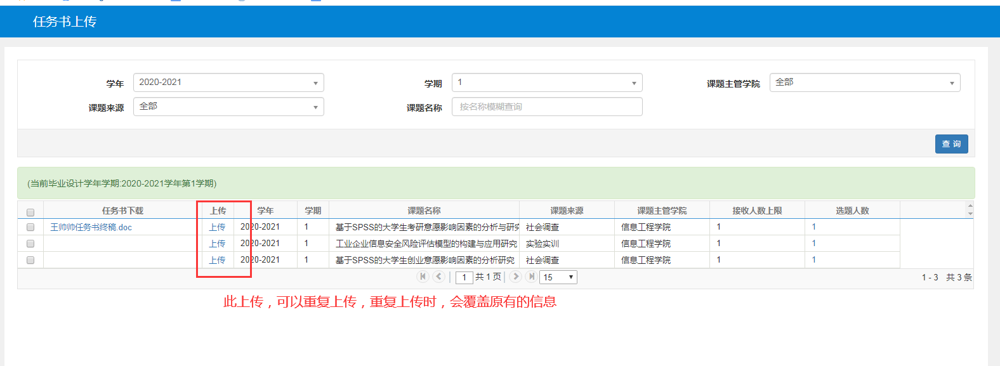 任务书上传
学年 2020-2021 学期 1 课题主管学院 全部
课题来源 全部 课题名称 按名称模糊查询
查 询
(当前毕业设计学年学期:2020-2021学年第1学期)
任务书下载 上传 学年 学期 课题名称 课题来源 课题主管学院 接收人数上限 选题人数
王帅帅任务书终稿.doc 上传 2020-2021 1 基于SPSS的大学生考研意愿影响因素的分析与研究 社会调查 信息工程学院 1 1
上传 2020-2021 1 工业企业信息安全风险评估模型的构建与应用研究 实验实训 信息工程学院 1 1
上传 2020-2021 1 基于SPSS的大学生创业意愿影响因素的分析研究 社会调查 信息工程学院 1 1
1 共 1 页 15 1 - 3 共 3 条
此上传，可以重复上传，重复上传时，会覆盖原有的信息